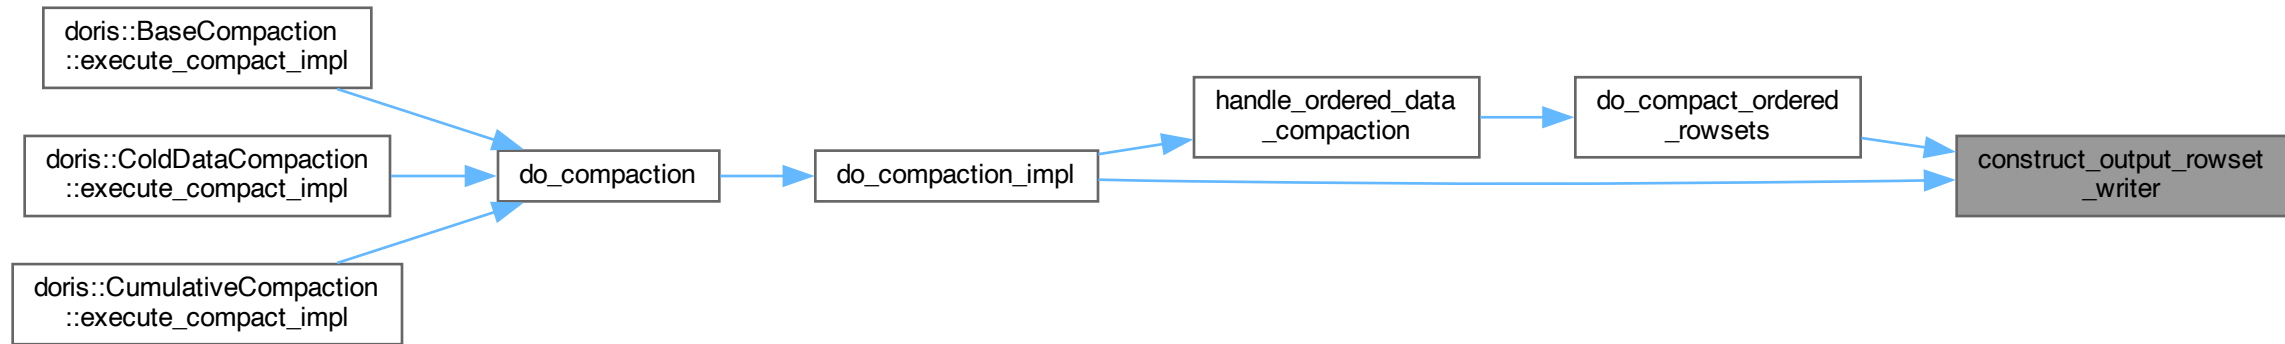 doris::BaseCompaction
::execute_compact_impl
doris::ColdDataCompaction
::execute_compact_impl
doris::CumulativeCompaction
::execute_compact_impl
do_compaction
do_compaction_impl
handle_ordered_data
_compaction
do_compact_ordered
_rowsets
construct_output_rowset
_writer